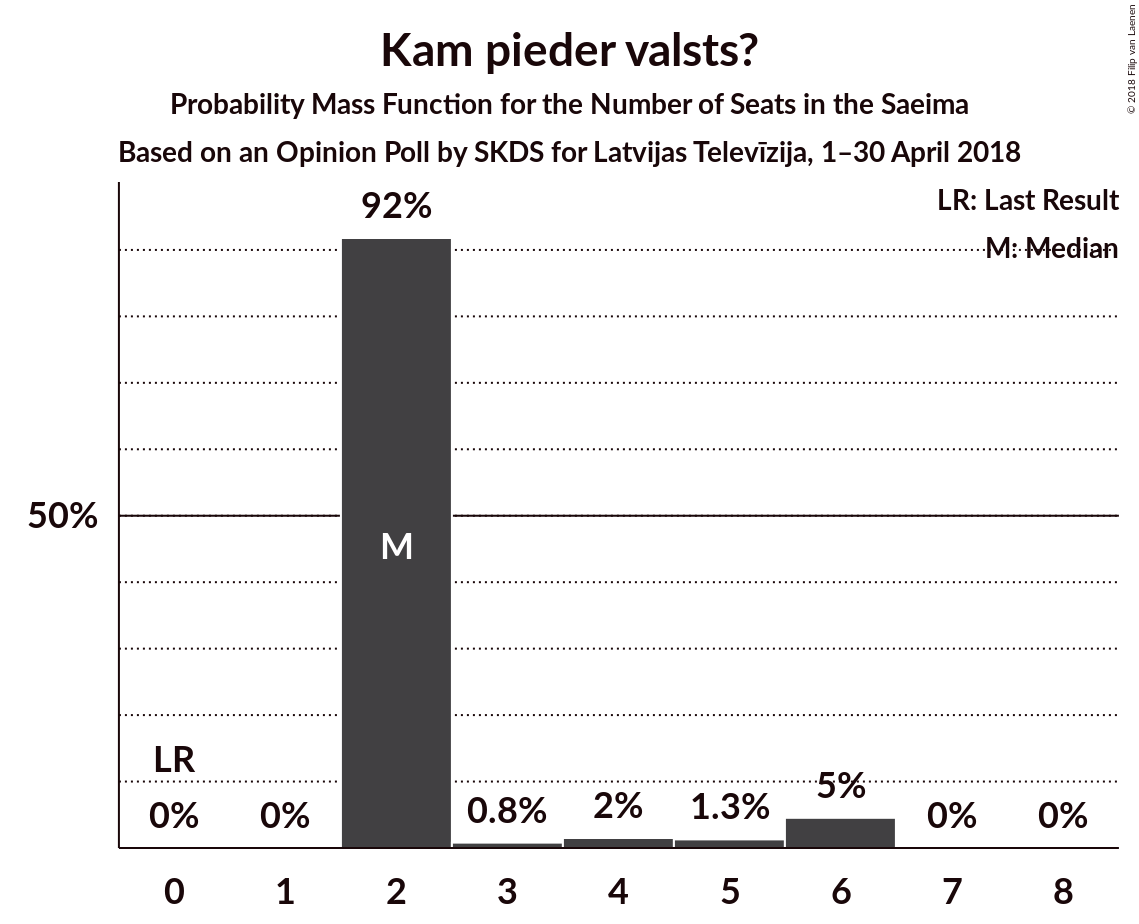 Kam pieder valsts?
Probability Mass Function for the Number of Seats in the Saeima
Based on an Opinion Poll by SKDS for Latvijas Televīzija, 1–30 April 2018
© 2018 Filip van Laenen
LR: Last Result
M: Median
92%
50%
M
LR
0% 0% 0.8% 2% 1.3% 5% 0% 0%
0 1 2 3 4 5 6 7 8